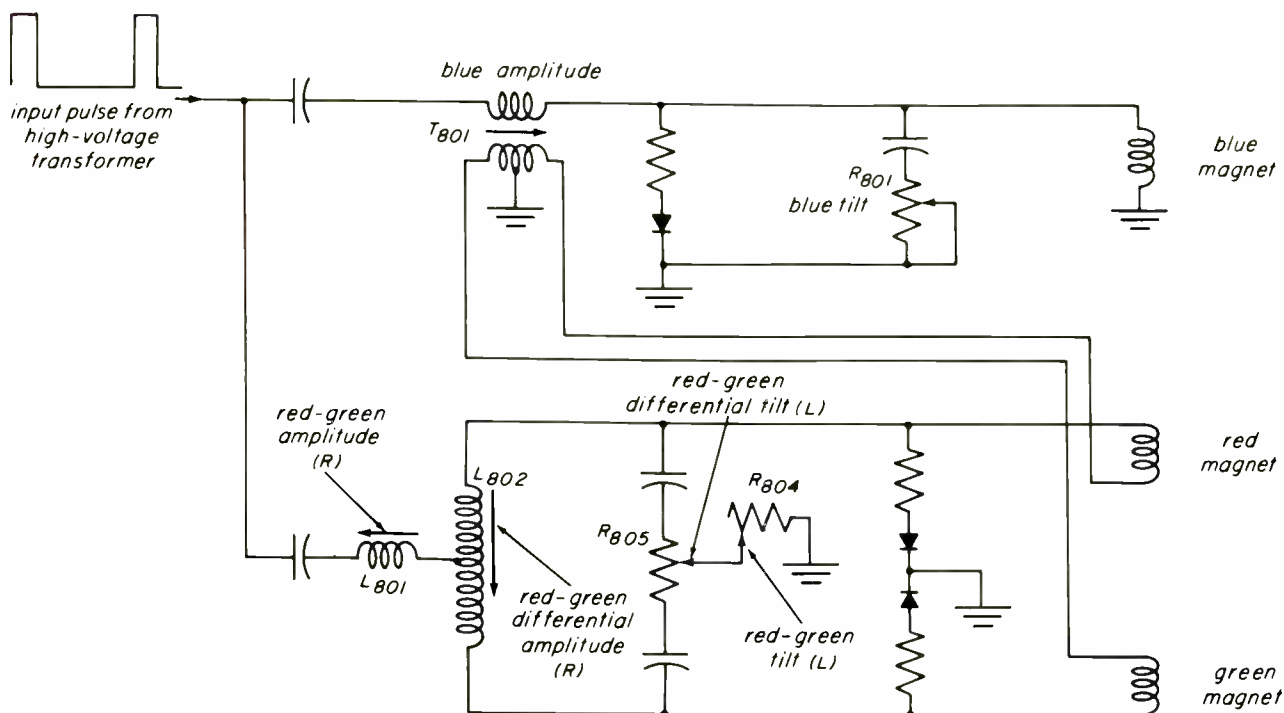 input pulse from
high-voltage
transformer
blue amplitude
T801
R801
blue tilt
blue
magnet
red-green
differential tilt (L)
red-green
amplitude
(R)
L802
R804
R805
L801
red-green
differential
amplitude
(R)
red-green
tilt (L)
red
magnet
green
magnet